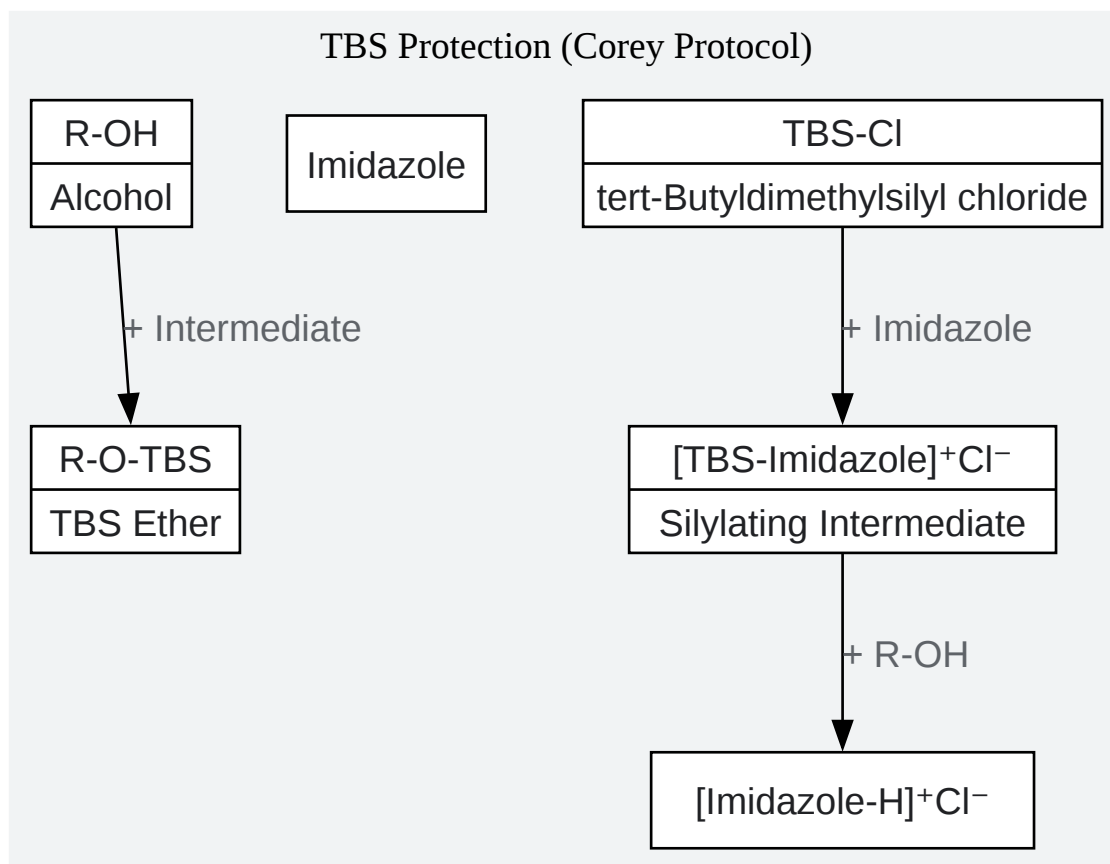 TBS Protection (Corey Protocol)
R-OH
Alcohol
Imidazole
TBS-Cl
tert-Butyldimethylsilyl chloride
+ Intermediate
+ Imidazole
R-O-TBS
TBS Ether
[TBS-Imidazole]⁺Cl⁻
Silylating Intermediate
+ R-OH
[Imidazole-H]⁺Cl⁻